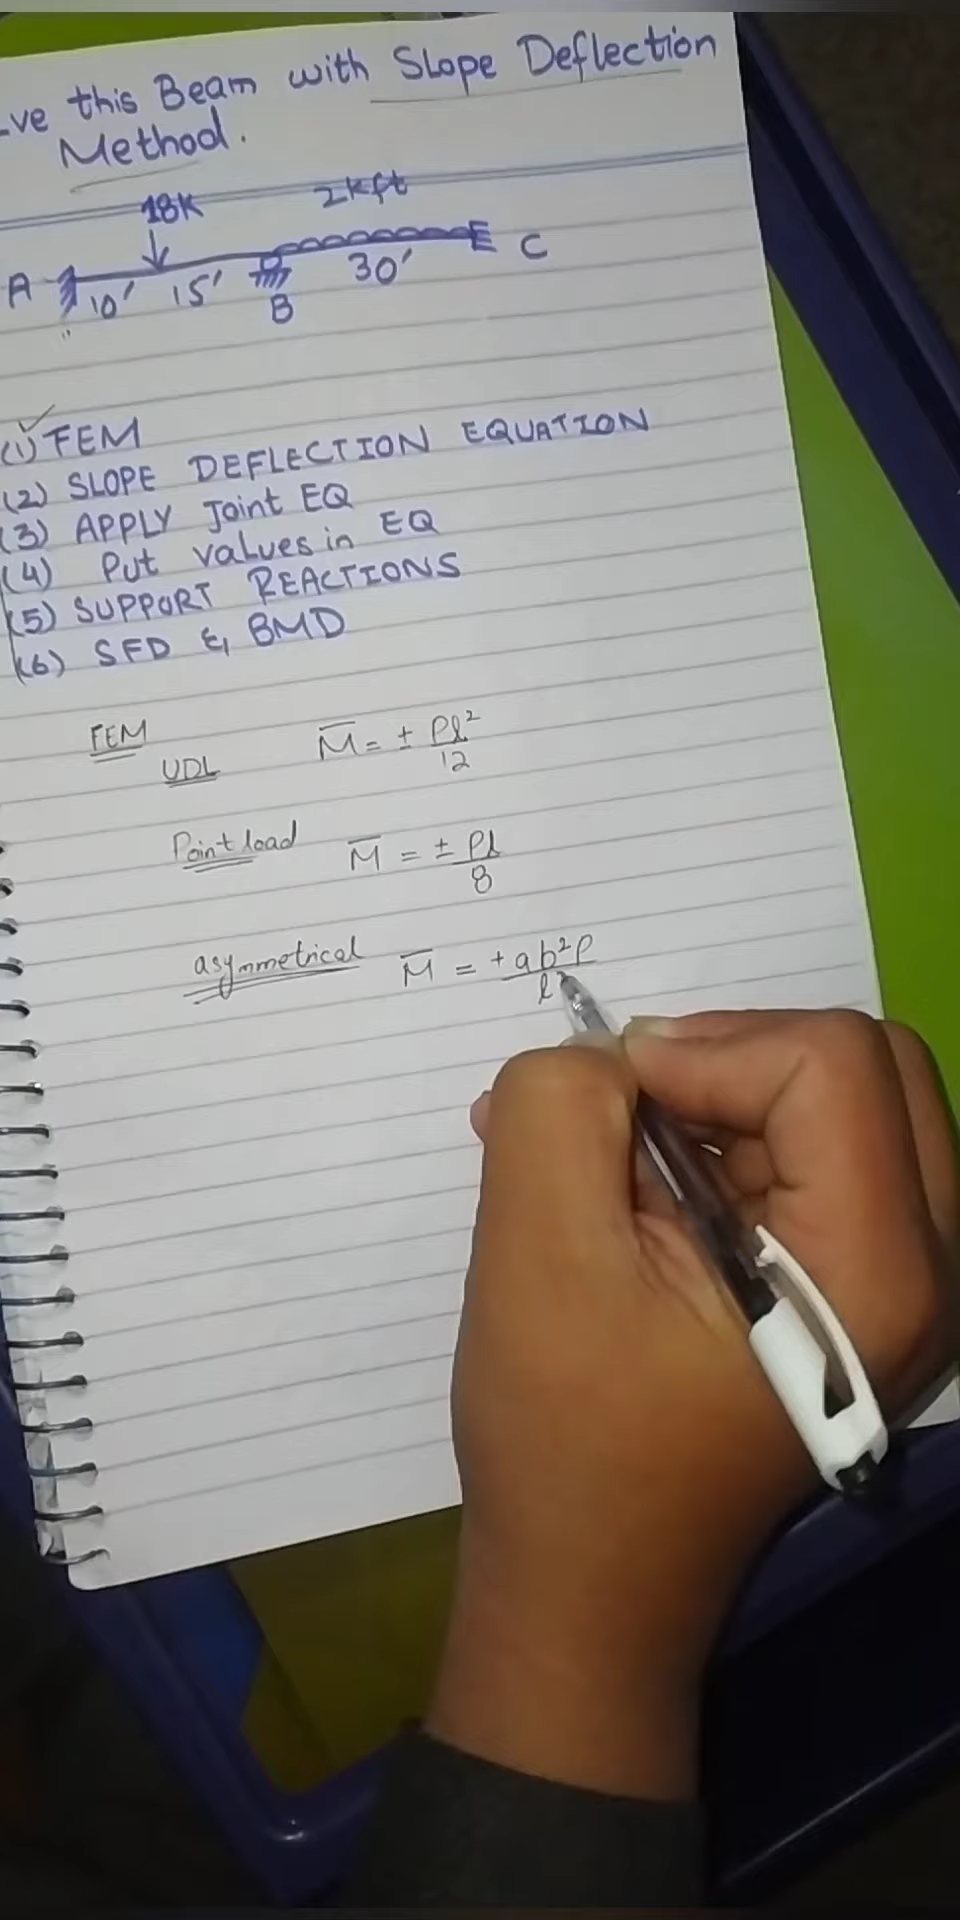 ve this Beam with Slope Deflection
Method.
18K 2kft
A 10' 15' B 30' C
(1) FEM
(2) SLOPE DEFLECTION EQUATION
(3) APPLY Joint EQ
(4) Put values in EQ
(5) SUPPORT REACTIONS
(6) SFD & BMD
FEM
UDL M̅ = ± Pl²/12
Point load M̅ = ± Pl/8
asymmetrical M̅ = + ab²P/l